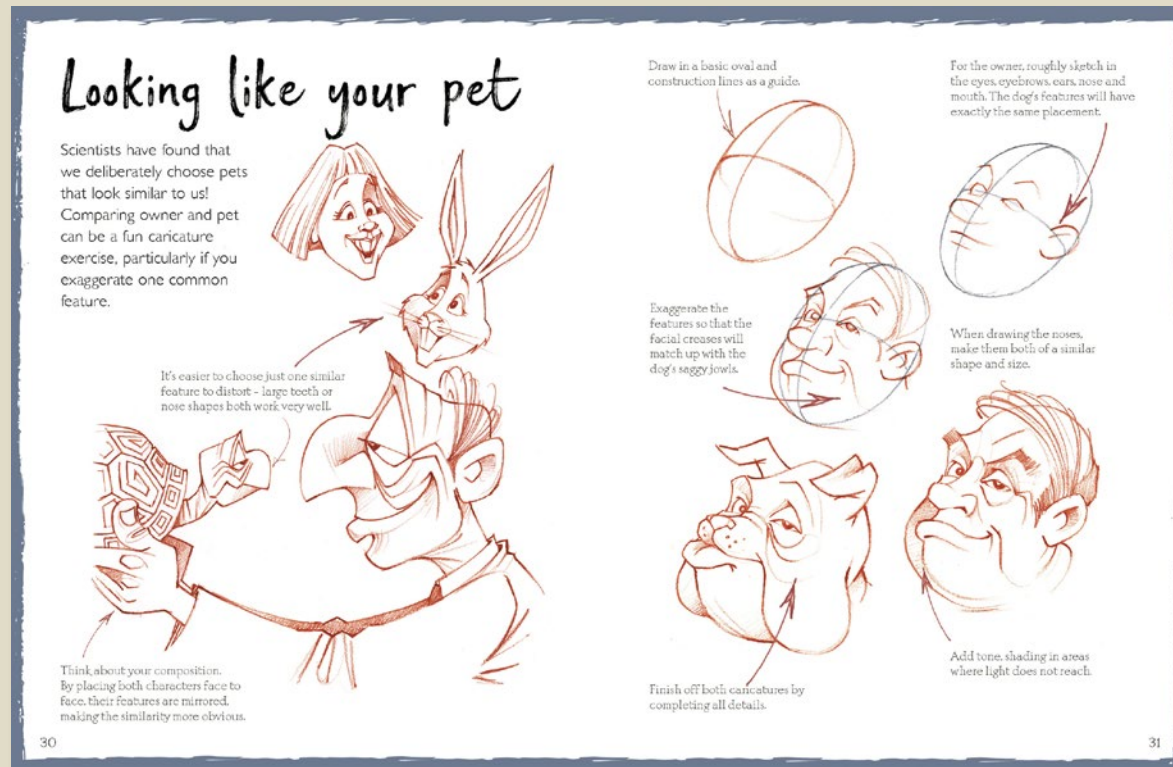 Looking like your pet
Scientists have found that
we deliberately choose pets
that look similar to us!
Comparing owner and pet
can be a fun caricature
exercise, particularly if you
exaggerate one common
feature.
It's easier to choose just one similar
feature to distort – large teeth or
nose shapes both work very well.
Think about your composition.
By placing both characters face to
face, their features are mirrored,
making the similarity more obvious.
30
Draw in a basic oval and
construction lines as a guide.
For the owner, roughly sketch in
the eyes, eyebrows, ears, nose and
mouth. The dog's features will have
exactly the same placement.
Exaggerate the
features so that the
facial creases will
match up with the
dog's saggy jowls.
When drawing the noses,
make them both of a similar
shape and size.
Finish off both caricatures by
completing all details.
Add tone, shading in areas
where light does not reach.
31